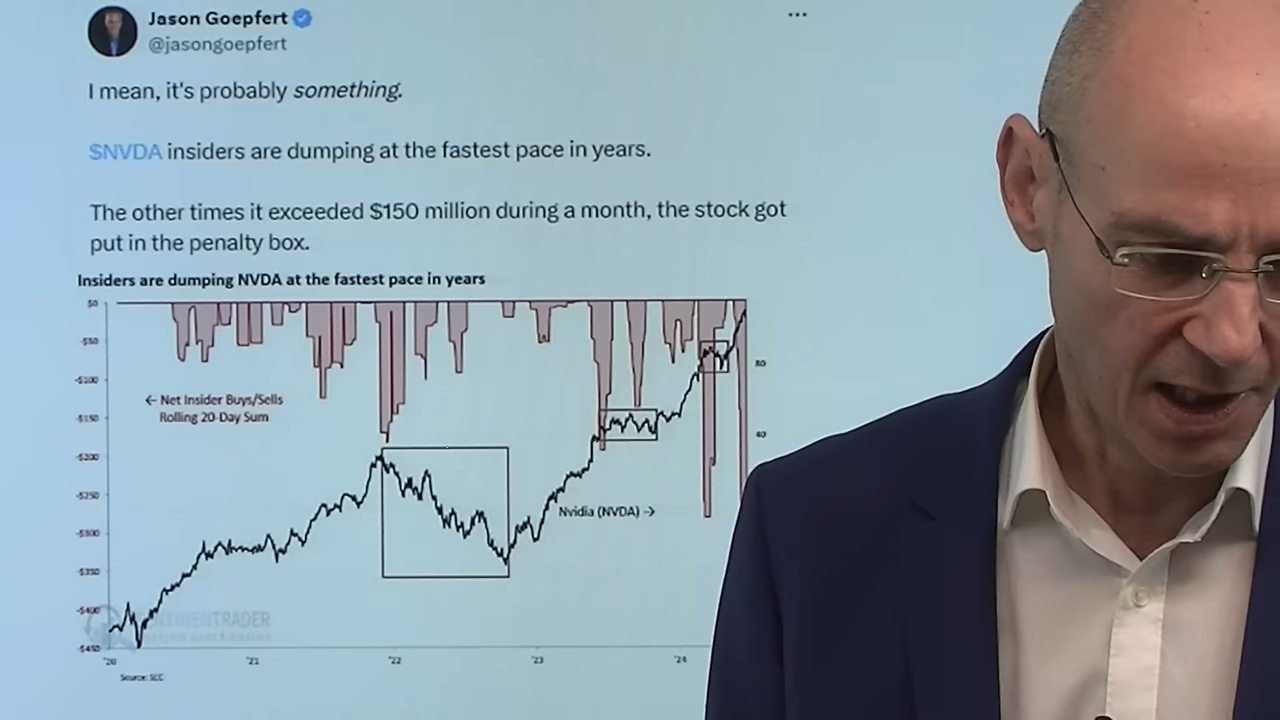 Jason Goepfert
@jasongoepfert
I mean, it's probably something.
$NVDA insiders are dumping at the fastest pace in years.
The other times it exceeded $150 million during a month, the stock got
put in the penalty box.
Insiders are dumping NVDA at the fastest pace in years
$0
-$50
-$100
-$150
-$200
-$250
-$300
-$350
-$400
-$450
← Net Insider Buys/Sells
Rolling 20-Day Sum
80
40
Nvidia (NVDA) →
SENTIMENTRADER
'20
'21
'22
'23
'24
Source: SEC